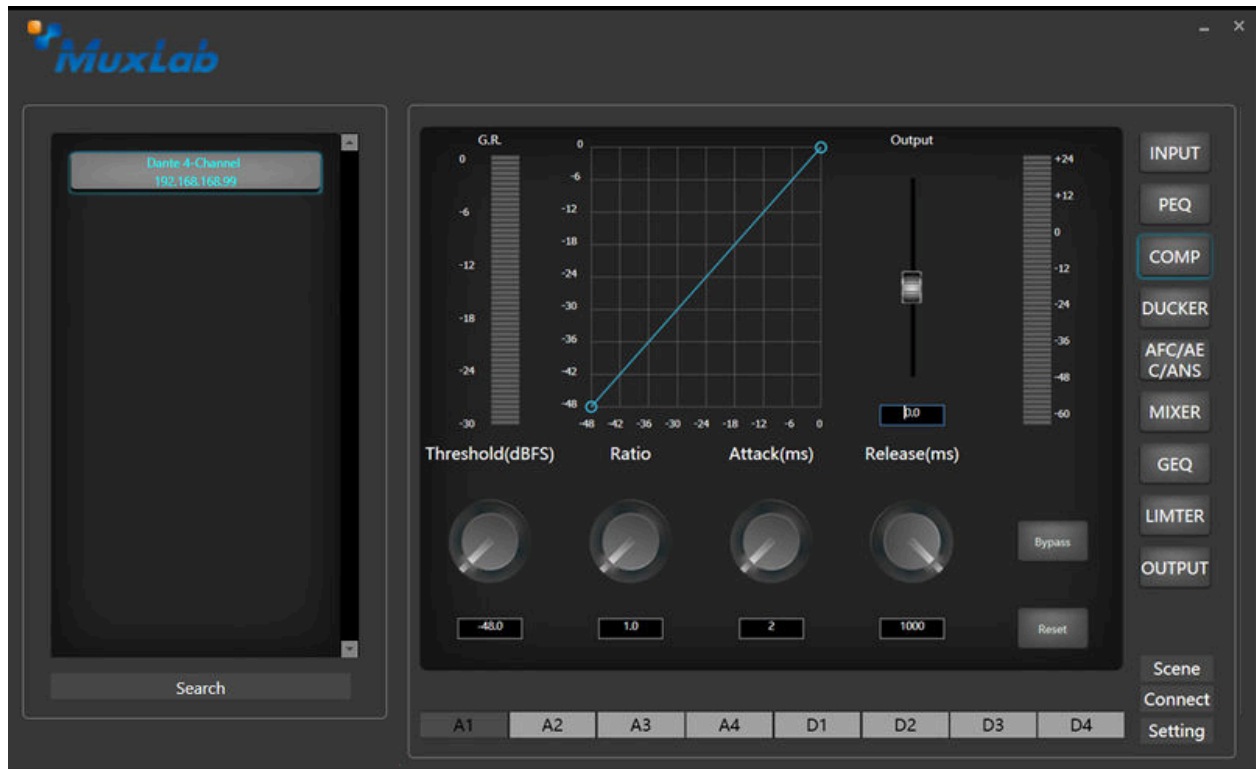 MuxLab
Dante 4-Channel
192.168.168.99
Search
G.R.
0
-6
-12
-18
-24
-30
0
-6
-12
-18
-24
-30
-36
-42
-48
-48 -42 -36 -30 -24 -18 -12 -6 0
Output
0.0
+24
+12
0
-12
-24
-36
-48
-60
Threshold(dBFS) Ratio Attack(ms) Release(ms)
-48.0 1.0 2 1000
Bypass
Reset
INPUT
PEQ
COMP
DUCKER
AFC/AE
C/ANS
MIXER
GEQ
LIMTER
OUTPUT
Scene
Connect
Setting
A1 A2 A3 A4 D1 D2 D3 D4